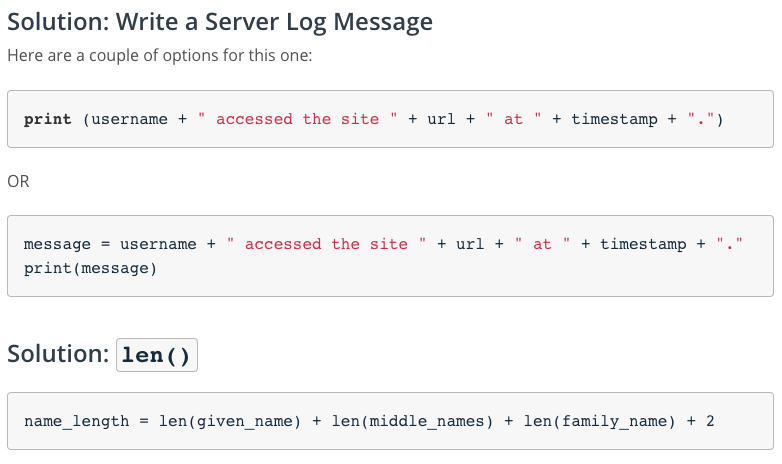 Solution: Write a Server Log Message
Here are a couple of options for this one:
print (username + " accessed the site " + url + " at " + timestamp + ".")
OR
message = username + " accessed the site " + url + " at " + timestamp + "."
print(message)
Solution: len()
name_length = len(given_name) + len(middle_names) + len(family_name) + 2